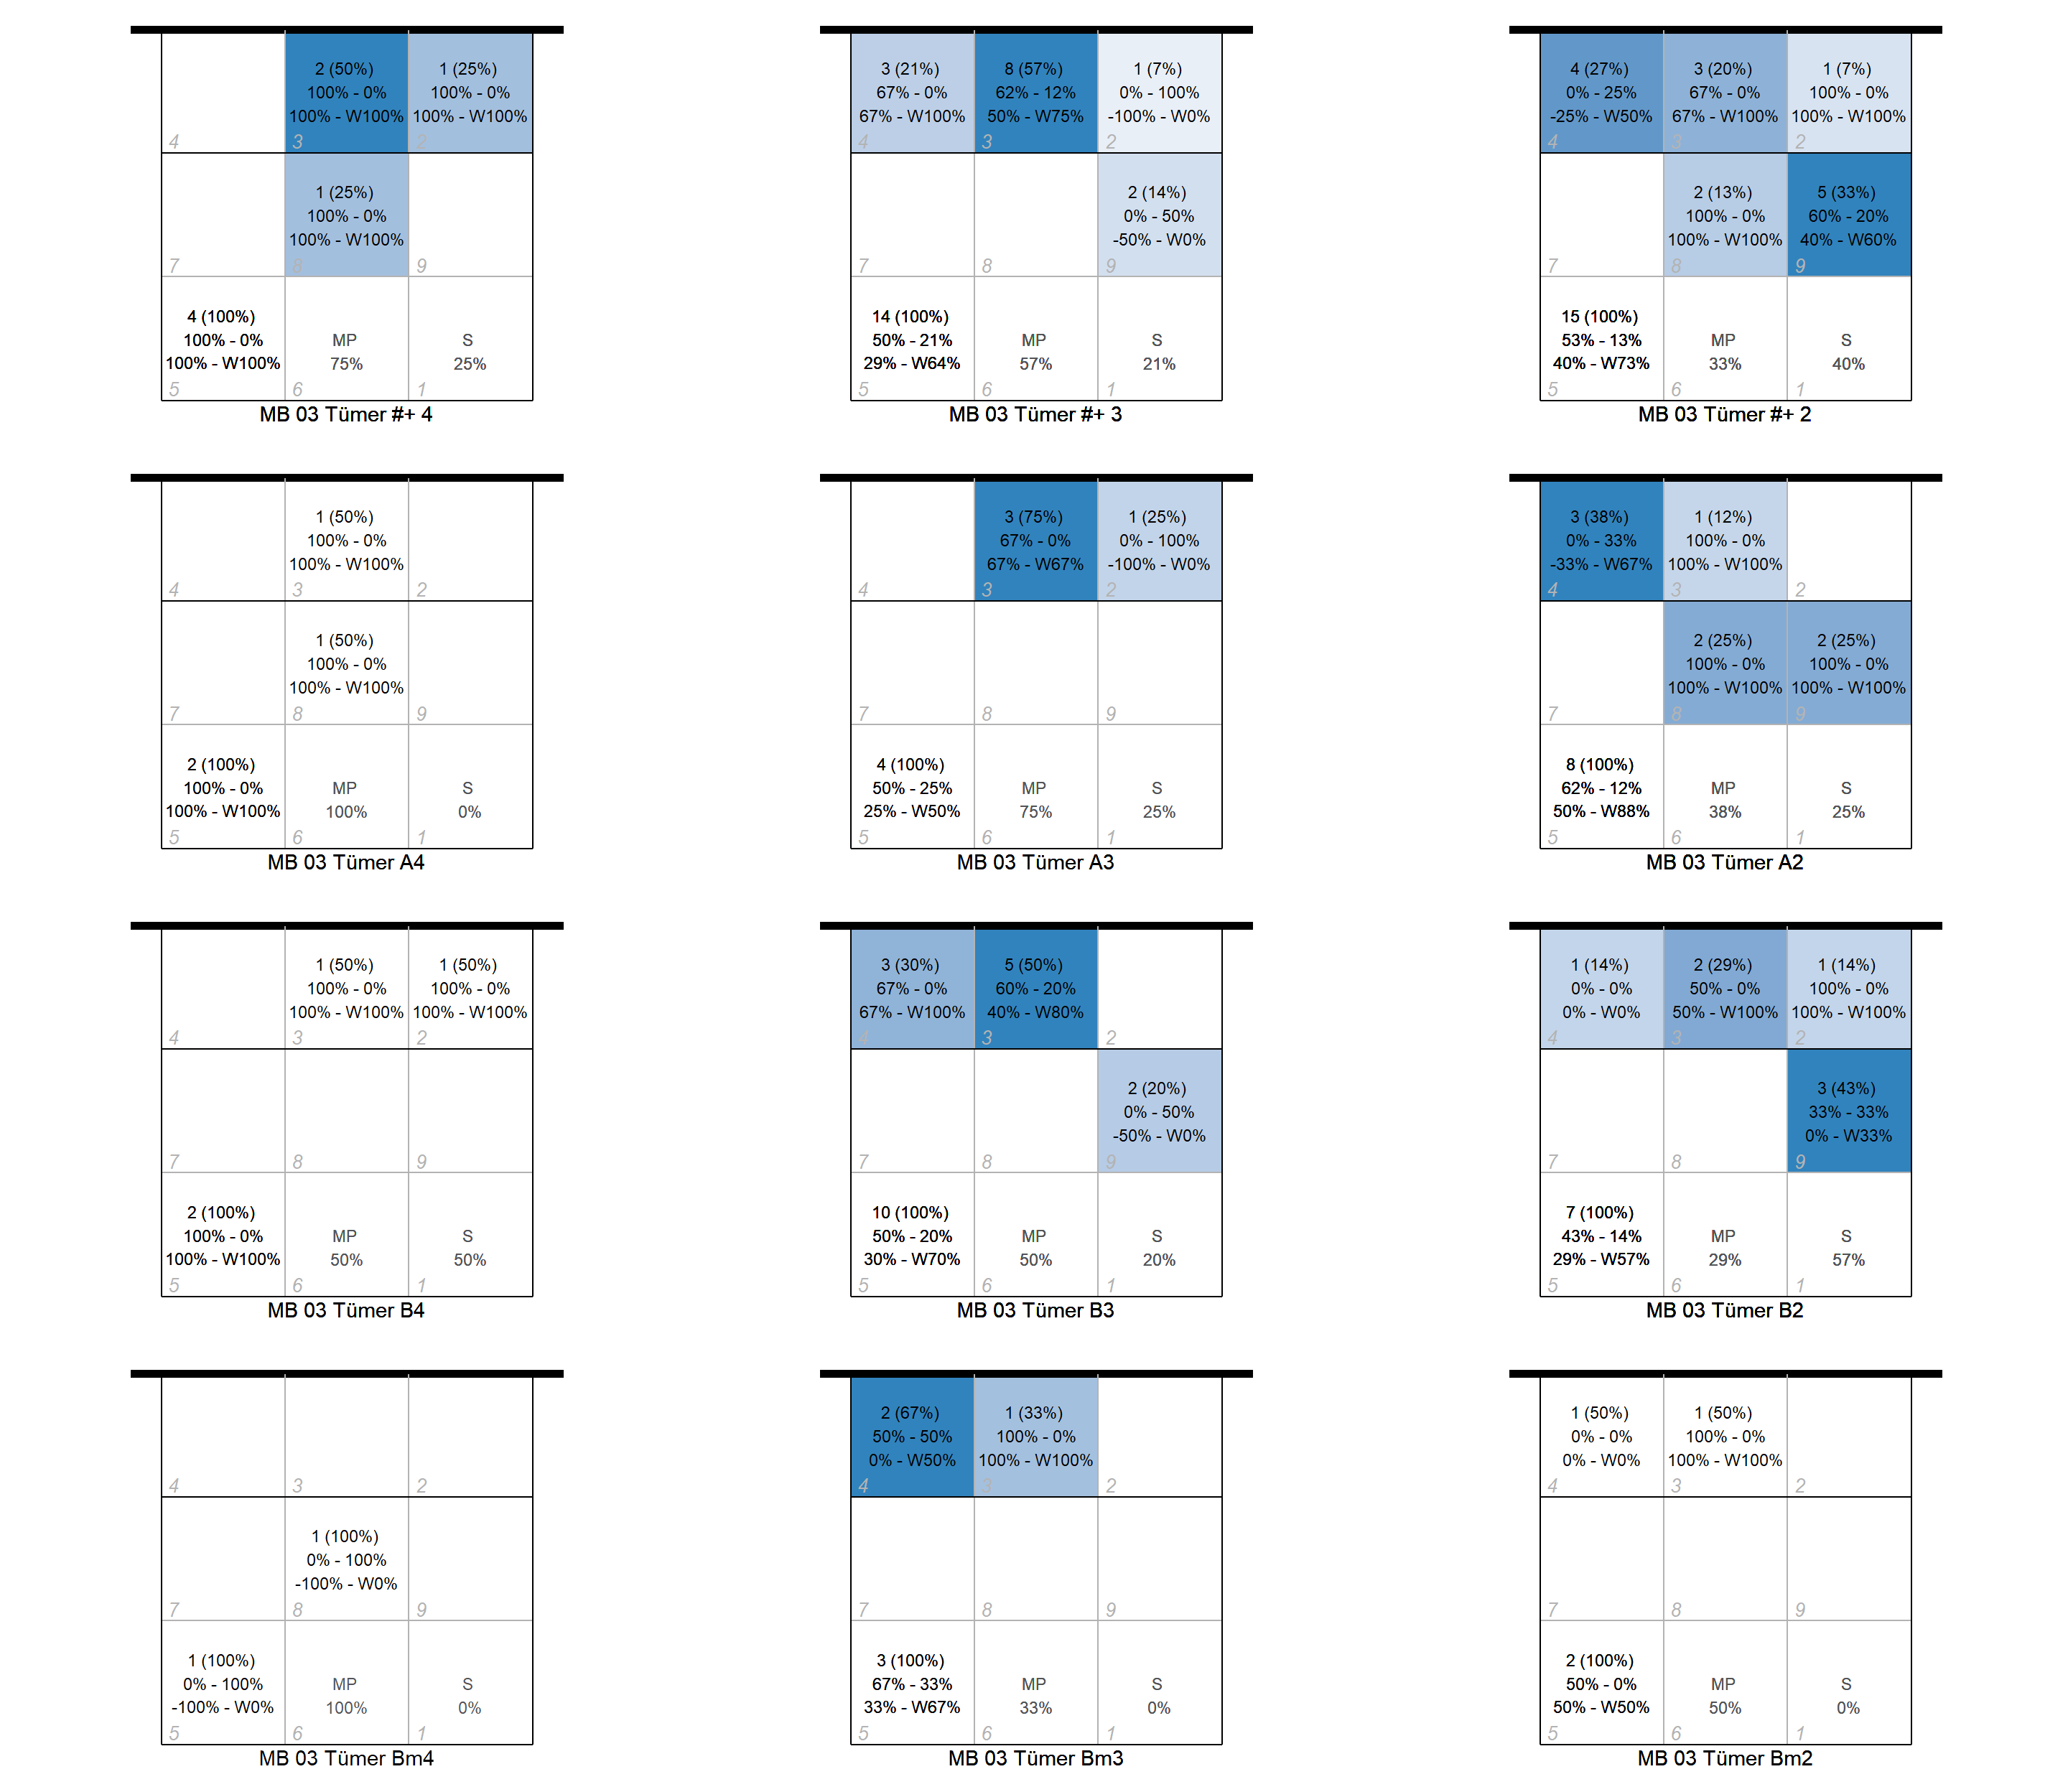 2 (50%)
100% - 0%
100% - W100%
1 (25%)
100% - 0%
100% - W100%
4
3
2
1 (25%)
100% - 0%
100% - W100%
7
8
9
4 (100%)
100% - 0%
100% - W100%
MP
75%
S
25%
5
6
1
MB 03 Tümer #+ 4
3 (21%)
67% - 0%
67% - W100%
8 (57%)
62% - 12%
50% - W75%
1 (7%)
0% - 100%
-100% - W0%
4
3
2
2 (14%)
0% - 50%
-50% - W0%
7
8
9
14 (100%)
50% - 21%
29% - W64%
MP
57%
S
21%
5
6
1
MB 03 Tümer #+ 3
4 (27%)
0% - 25%
-25% - W50%
3 (20%)
67% - 0%
67% - W100%
1 (7%)
100% - 0%
100% - W100%
4
3
2
2 (13%)
100% - 0%
100% - W100%
5 (33%)
60% - 20%
40% - W60%
7
8
9
15 (100%)
53% - 13%
40% - W73%
MP
33%
S
40%
5
6
1
MB 03 Tümer #+ 2
1 (50%)
100% - 0%
100% - W100%
4
3
2
1 (50%)
100% - 0%
100% - W100%
7
8
9
2 (100%)
100% - 0%
100% - W100%
MP
100%
S
0%
5
6
1
MB 03 Tümer A4
3 (75%)
67% - 0%
67% - W67%
1 (25%)
0% - 100%
-100% - W0%
4
3
2
7
8
9
4 (100%)
50% - 25%
25% - W50%
MP
75%
S
25%
5
6
1
MB 03 Tümer A3
3 (38%)
0% - 33%
-33% - W67%
1 (12%)
100% - 0%
100% - W100%
4
3
2
2 (25%)
100% - 0%
100% - W100%
2 (25%)
100% - 0%
100% - W100%
7
8
9
8 (100%)
62% - 12%
50% - W88%
MP
38%
S
25%
5
6
1
MB 03 Tümer A2
1 (50%)
100% - 0%
100% - W100%
1 (50%)
100% - 0%
100% - W100%
4
3
2
7
8
9
2 (100%)
100% - 0%
100% - W100%
MP
50%
S
50%
5
6
1
MB 03 Tümer B4
3 (30%)
67% - 0%
67% - W100%
5 (50%)
60% - 20%
40% - W80%
4
3
2
2 (20%)
0% - 50%
-50% - W0%
7
8
9
10 (100%)
50% - 20%
30% - W70%
MP
50%
S
20%
5
6
1
MB 03 Tümer B3
1 (14%)
0% - 0%
0% - W0%
2 (29%)
50% - 0%
50% - W100%
1 (14%)
100% - 0%
100% - W100%
4
3
2
3 (43%)
33% - 33%
0% - W33%
7
8
9
7 (100%)
43% - 14%
29% - W57%
MP
29%
S
57%
5
6
1
MB 03 Tümer B2
4
3
2
1 (100%)
0% - 100%
-100% - W0%
7
8
9
1 (100%)
0% - 100%
-100% - W0%
MP
100%
S
0%
5
6
1
MB 03 Tümer Bm4
2 (67%)
50% - 50%
0% - W50%
1 (33%)
100% - 0%
100% - W100%
4
3
2
7
8
9
3 (100%)
67% - 33%
33% - W67%
MP
33%
S
0%
5
6
1
MB 03 Tümer Bm3
1 (50%)
0% - 0%
0% - W0%
1 (50%)
100% - 0%
100% - W100%
4
3
2
7
8
9
2 (100%)
50% - 0%
50% - W50%
MP
50%
S
0%
5
6
1
MB 03 Tümer Bm2